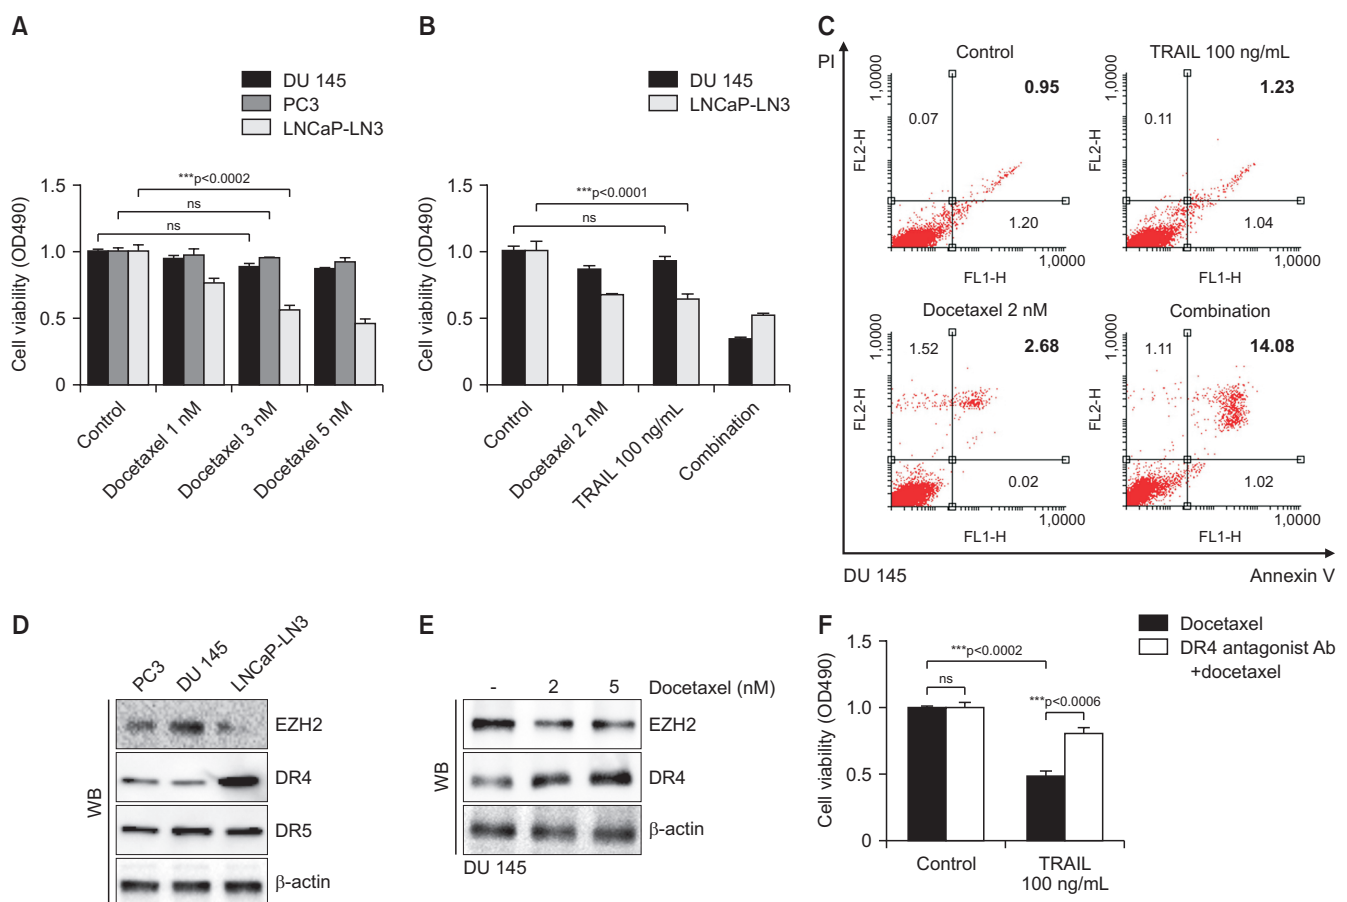 A
DU 145
PC3
LNCaP-LN3
***p<0.0002
ns
ns
Cell viability (OD490)
1.5
1.0
0.5
0
Control
Docetaxel 1 nM
Docetaxel 3 nM
Docetaxel 5 nM
B
DU 145
LNCaP-LN3
***p<0.0001
ns
Cell viability (OD490)
1.5
1.0
0.5
0
Control
Docetaxel 2 nM
TRAIL 100 ng/mL
Combination
C
PI
Control
1,0000
0.95
0.07
FL2-H
1.20
1,0000
FL1-H
TRAIL 100 ng/mL
1,0000
1.23
0.11
FL2-H
1.04
1,0000
FL1-H
Docetaxel 2 nM
1,0000
1.52
2.68
FL2-H
0.02
1,0000
FL1-H
Combination
1,0000
1.11
14.08
FL2-H
1.02
1,0000
FL1-H
DU 145
Annexin V
D
PC3
DU 145
LNCaP-LN3
WB
EZH2
DR4
DR5
β-actin
E
- 2 5 Docetaxel (nM)
WB
EZH2
DR4
β-actin
DU 145
F
Docetaxel
DR4 antagonist Ab
+docetaxel
***p<0.0002
ns
***p<0.0006
Cell viability (OD490)
1.5
1.0
0.5
0
Control
TRAIL
100 ng/mL